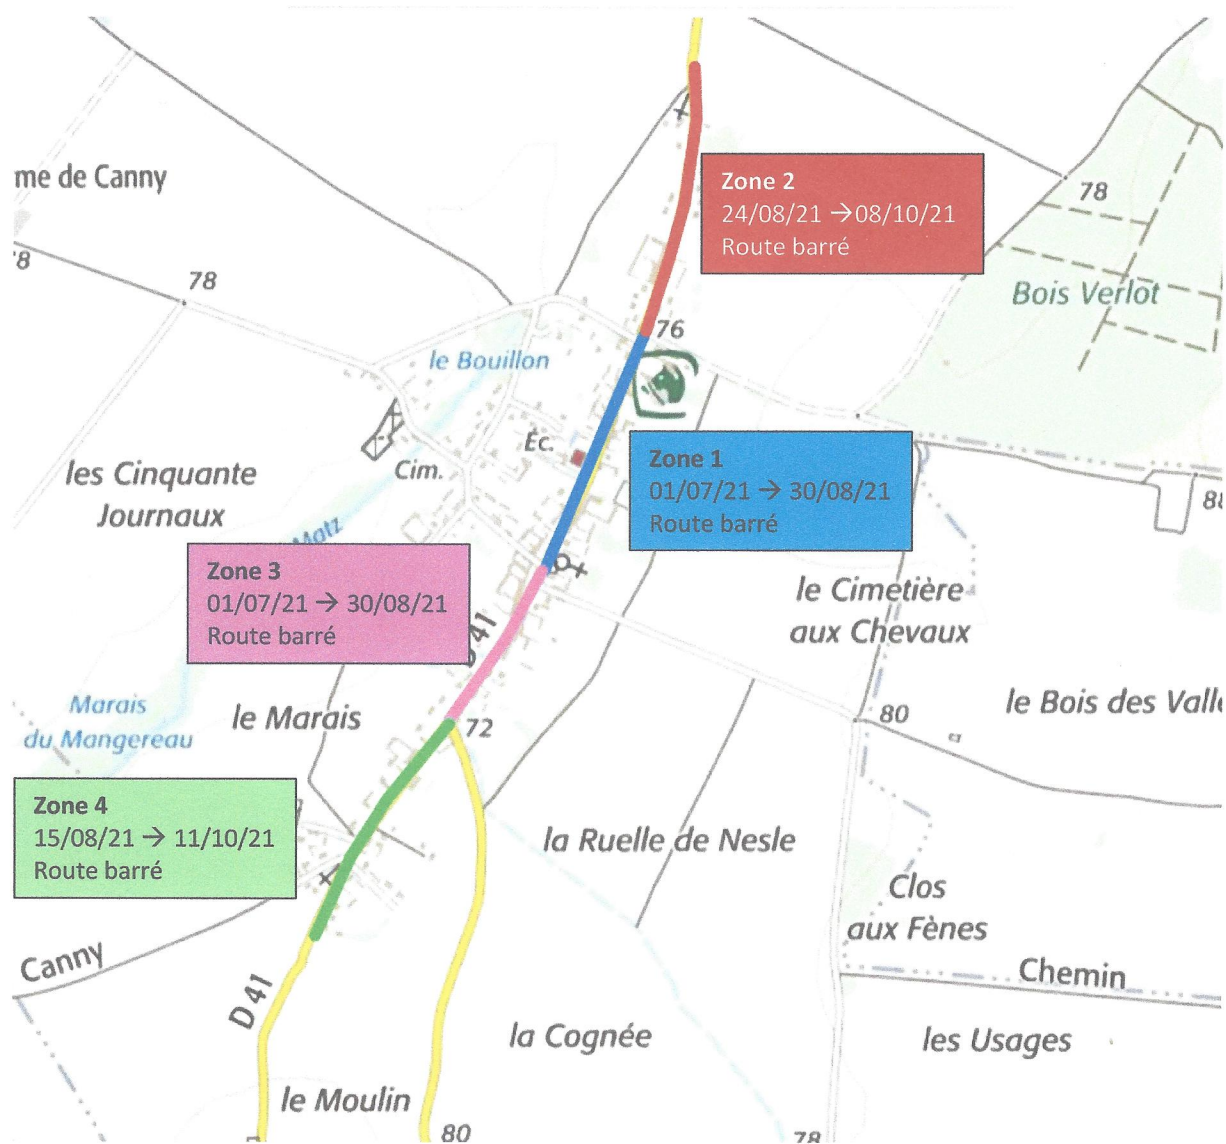 me de Canny
Zone 2
24/08/21 → 08/10/21
Route barré
78
78
78
Bois Verlot
76
le Bouillon
Éc.
Cim.
Zone 1
01/07/21 → 30/08/21
Route barré
les Cinquante
Journaux
Matz
Zone 3
01/07/21 → 30/08/21
Route barré
le Cimetière
aux Chevaux
41
Marais
du Mangereau
le Marais
72
80
le Bois des Valle
Zone 4
15/08/21 → 11/10/21
Route barré
la Ruelle de Nesle
Clos
aux Fènes
Canny
Chemin
D 41
la Cognée
les Usages
le Moulin
80
78